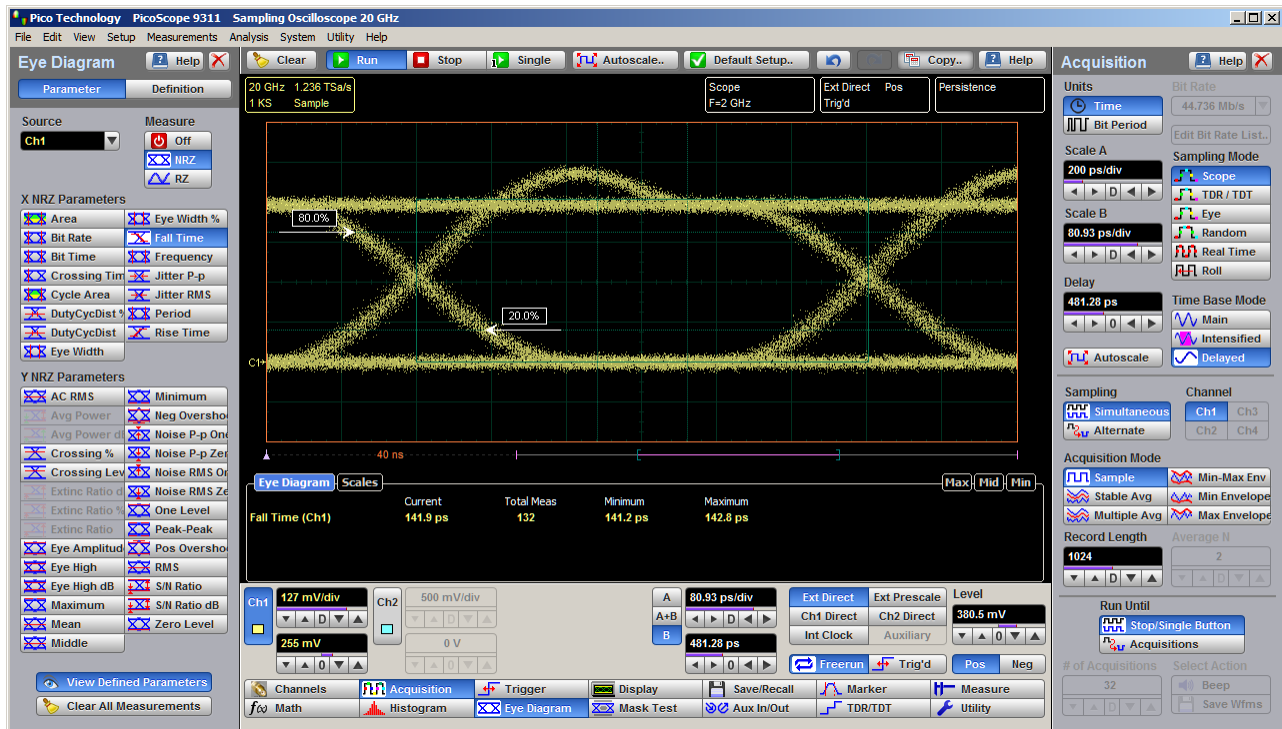 Pico Technology PicoScope 9311 Sampling Oscilloscope 20 GHz
File Edit View Setup Measurements Analysis System Utility Help
Eye Diagram Help
Parameter Definition
Source Measure
Ch1 Off
NRZ
RZ
X NRZ Parameters
Area Eye Width %
Bit Rate Fall Time
Bit Time Frequency
Crossing Tim Jitter P-p
Cycle Area Jitter RMS
DutyCycDist % Period
DutyCycDist Rise Time
Eye Width
Y NRZ Parameters
AC RMS Minimum
Avg Power Neg Oversho
Avg Power dB Noise P-p One
Crossing % Noise P-p Zer
Crossing Lev Noise RMS On
Extinc Ratio d Noise RMS Ze
Extinc Ratio % One Level
Extinc Ratio Peak-Peak
Eye Amplitud Pos Oversho
Eye High RMS
Eye High dB S/N Ratio
Maximum S/N Ratio dB
Mean Zero Level
Middle
View Defined Parameters
Clear All Measurements
Clear Run Stop Single Autoscale.. Default Setup.. Copy.. Help
20 GHz 1.236 TSa/s
1 KS Sample
Scope
F=2 GHz
Ext Direct Pos
Trig'd
Persistence
80.0%
20.0%
C1
40 ns
Eye Diagram Scales Max Mid Min
Current Total Meas Minimum Maximum
Fall Time (Ch1) 141.9 ps 132 141.2 ps 142.8 ps
Ch1 127 mV/div Ch2 500 mV/div
D D
255 mV 0 V
0 0
A 80.93 ps/div
A+B D
B 481.28 ps
0
Ext Direct Ext Prescale Level
Ch1 Direct Ch2 Direct 380.5 mV
Int Clock Auxiliary 0
Freerun Trig'd Pos Neg
Channels Acquisition Trigger Display Save/Recall Marker Measure
f(x) Math Histogram Eye Diagram Mask Test Aux In/Out TDR/TDT Utility
Acquisition Help
Units Bit Rate
Time 44.736 Mb/s
Bit Period Edit Bit Rate List..
Scale A Sampling Mode
200 ps/div Scope
D TDR / TDT
Scale B Eye
80.93 ps/div Random
D Real Time
Roll
Delay
481.28 ps Time Base Mode
0 Main
Intensified
Autoscale Delayed
Sampling Channel
Simultaneous Ch1 Ch3
Alternate Ch2 Ch4
Acquisition Mode
Sample Min-Max Env
Stable Avg Min Envelope
Multiple Avg Max Envelope
Record Length Average N
1024 2
D D
Run Until
Stop/Single Button
Acquisitions
# of Acquisitions Select Action
32 Beep
D Save Wfms